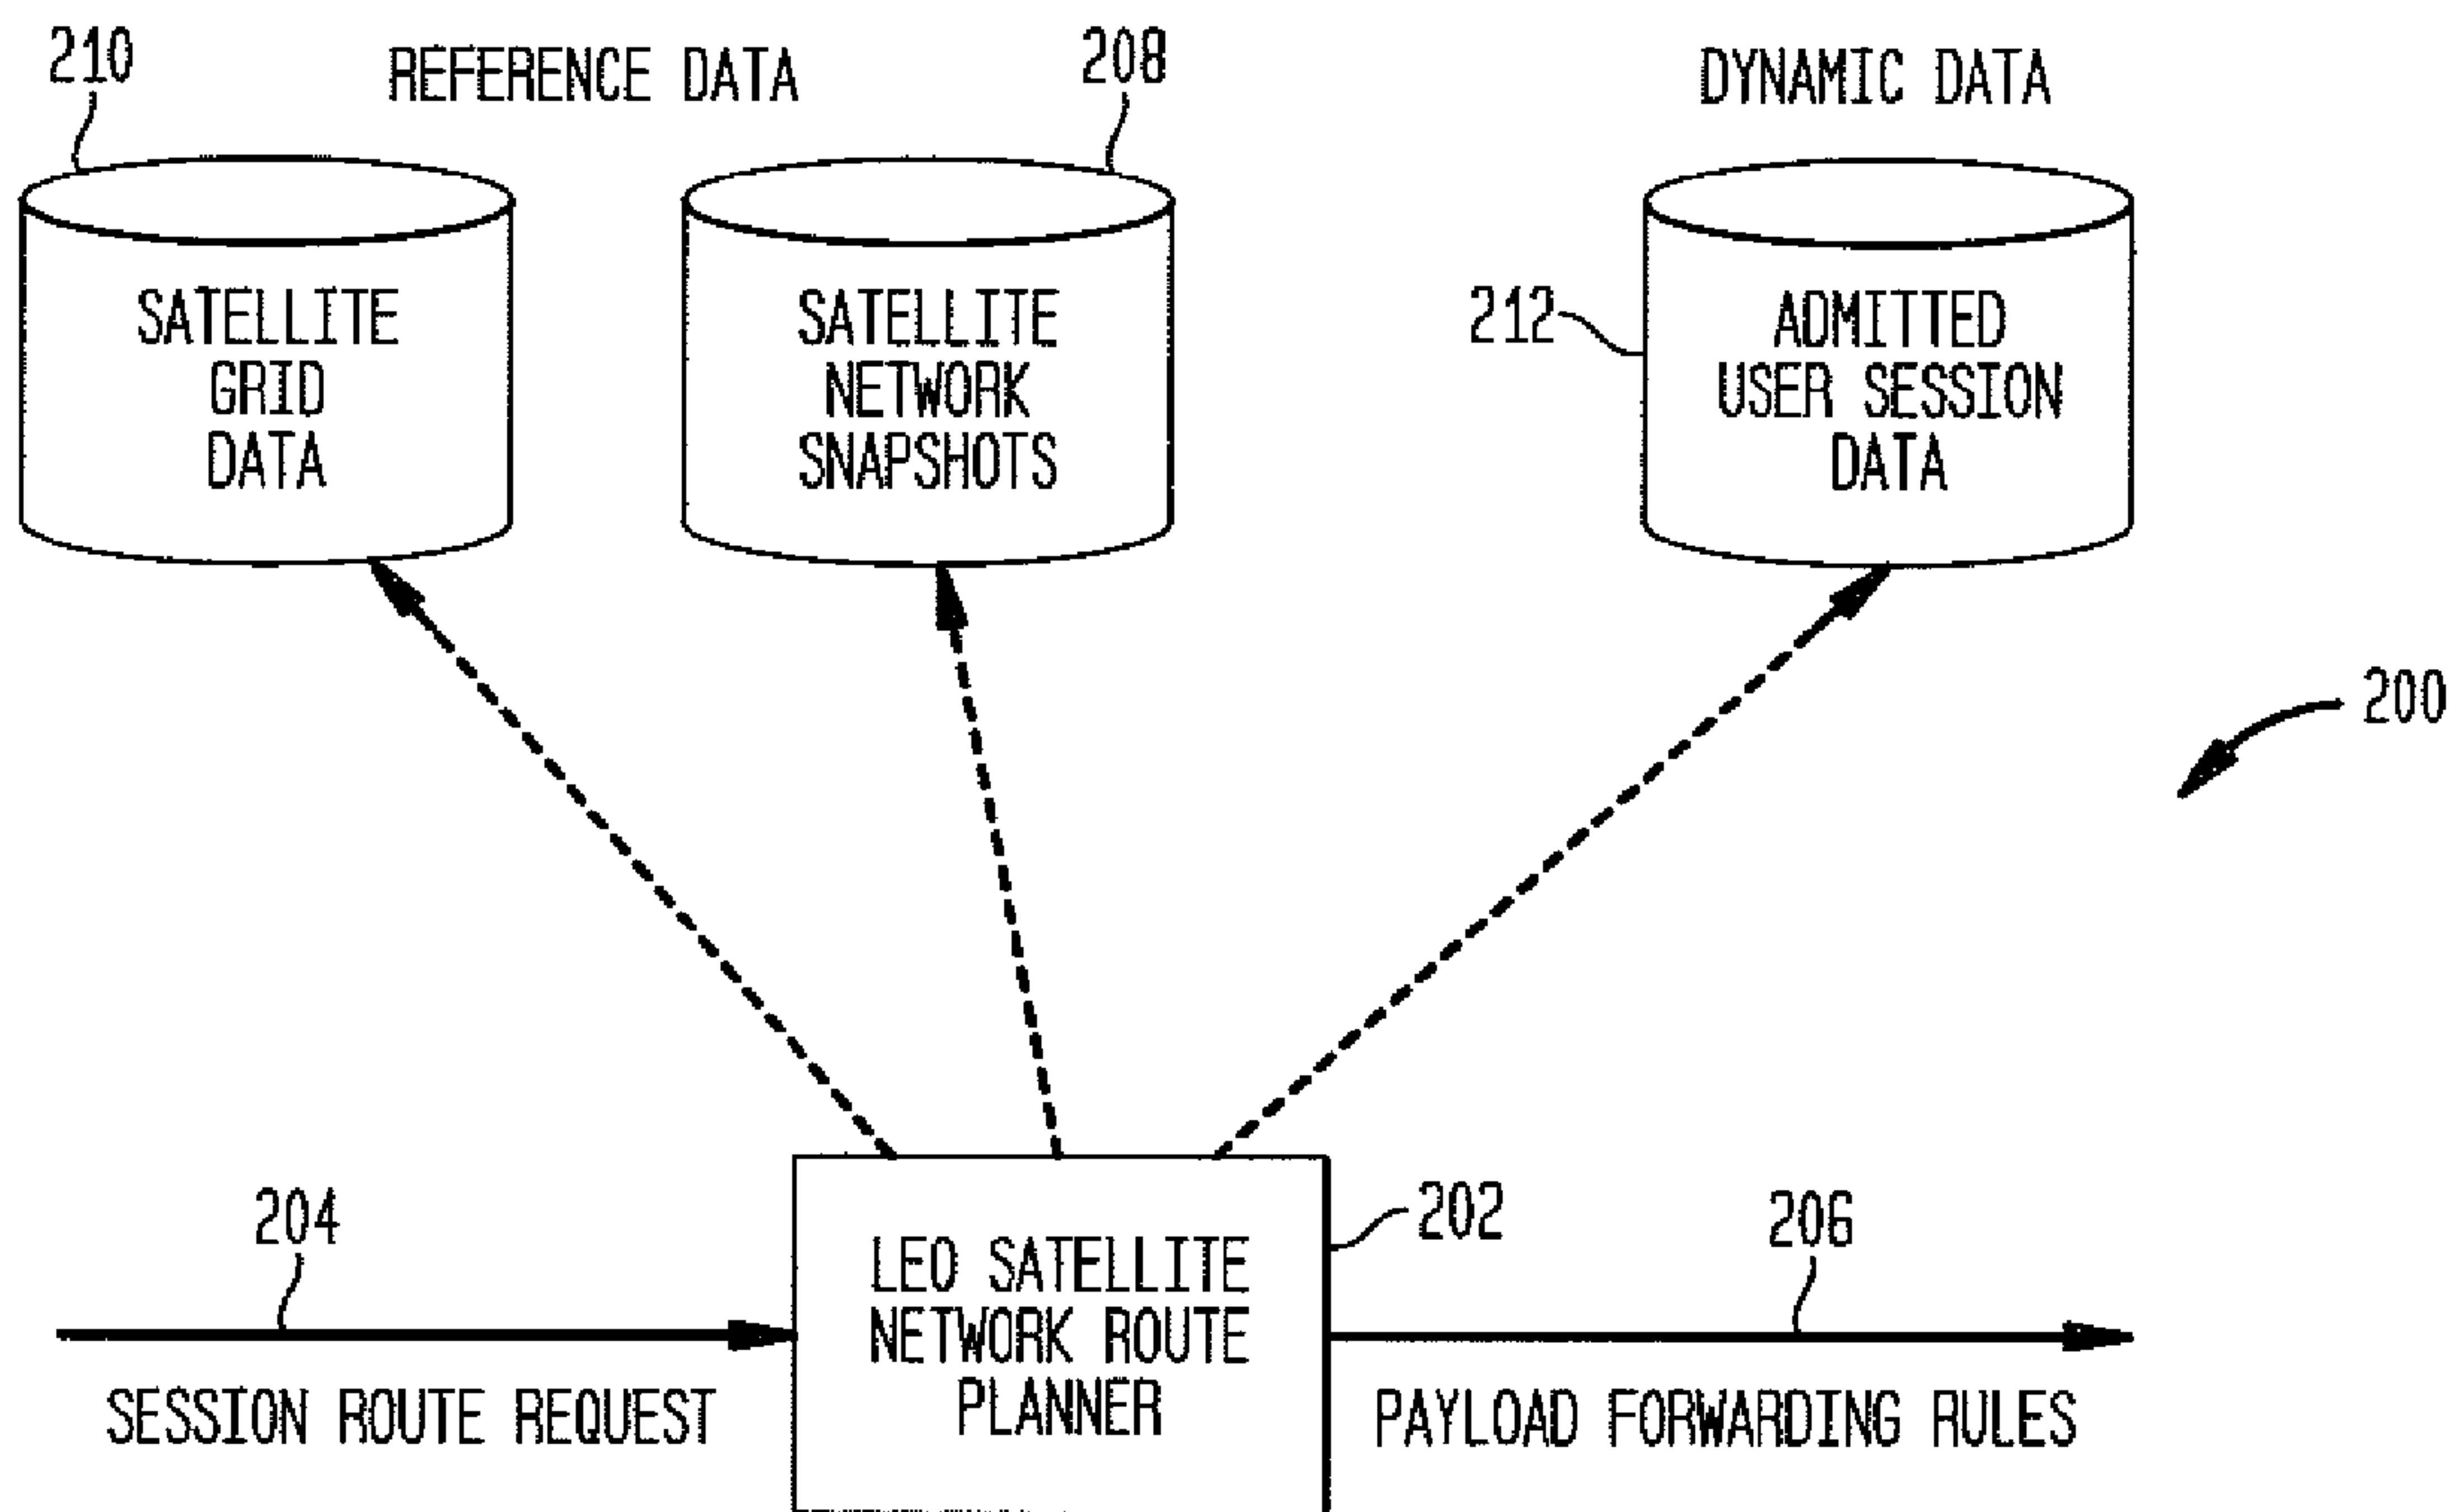 210
REFERENCE DATA
208
DYNAMIC DATA
SATELLITE
GRID
DATA
SATELLITE
NETWORK
SNAPSHOTS
212
ADMITTED
USER SESSION
DATA
200
204
SESSION ROUTE REQUEST
LEO SATELLITE
NETWORK ROUTE
PLANNER
202
206
PAYLOAD FORWARDING RULES